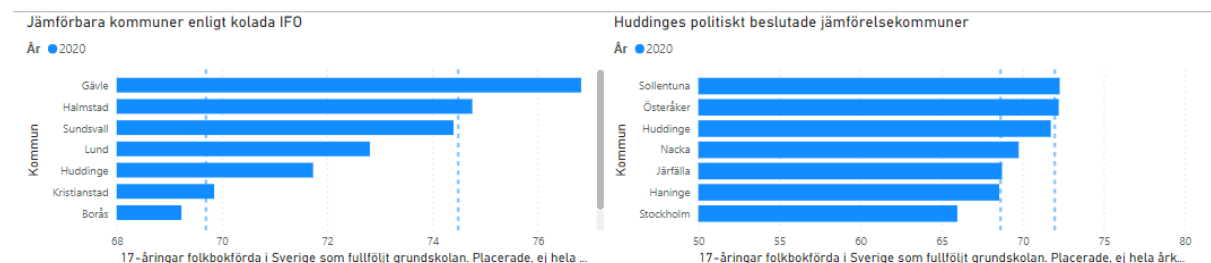 Jämförbara kommuner enligt kolada IFO
År 2020
Kommun
Gävle
Halmstad
Sundsvall
Lund
Huddinge
Kristianstad
Borås
68 70 72 74 76
17-åringar folkbokförda i Sverige som fullföljt grundskolan. Placerade, ej hela ...
Huddinges politiskt beslutade jämförelsekommuner
År 2020
Kommun
Sollentuna
Österåker
Huddinge
Nacka
Järfälla
Haninge
Stockholm
50 55 60 65 70 75 80
17-åringar folkbokförda i Sverige som fullföljt grundskolan. Placerade, ej hela årk...